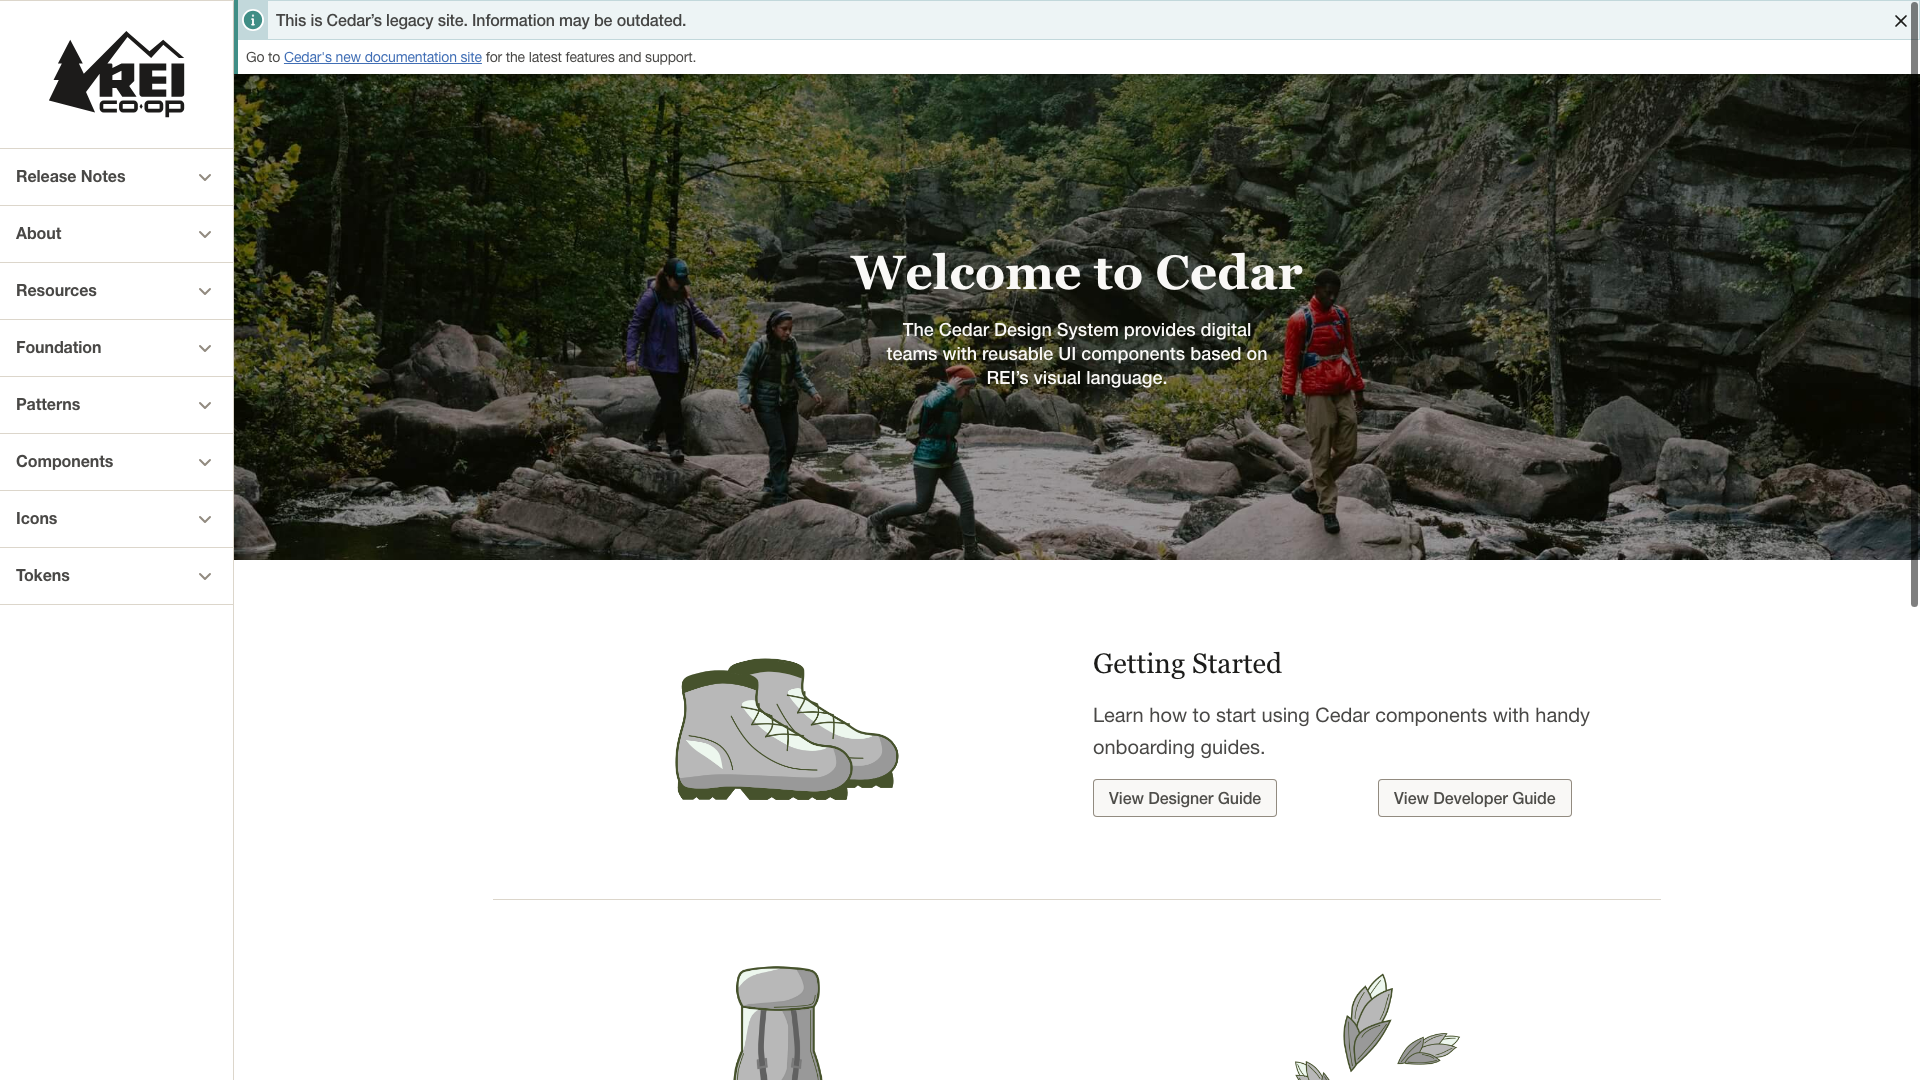 This is Cedar’s legacy site. Information may be outdated.
Go to Cedar's new documentation site for the latest features and support.
REI
co·op
Release Notes
About
Resources
Foundation
Patterns
Components
Icons
Tokens
Welcome to Cedar
The Cedar Design System provides digital
teams with reusable UI components based on
REI’s visual language.
Getting Started
Learn how to start using Cedar components with handy
onboarding guides.
View Designer Guide
View Developer Guide